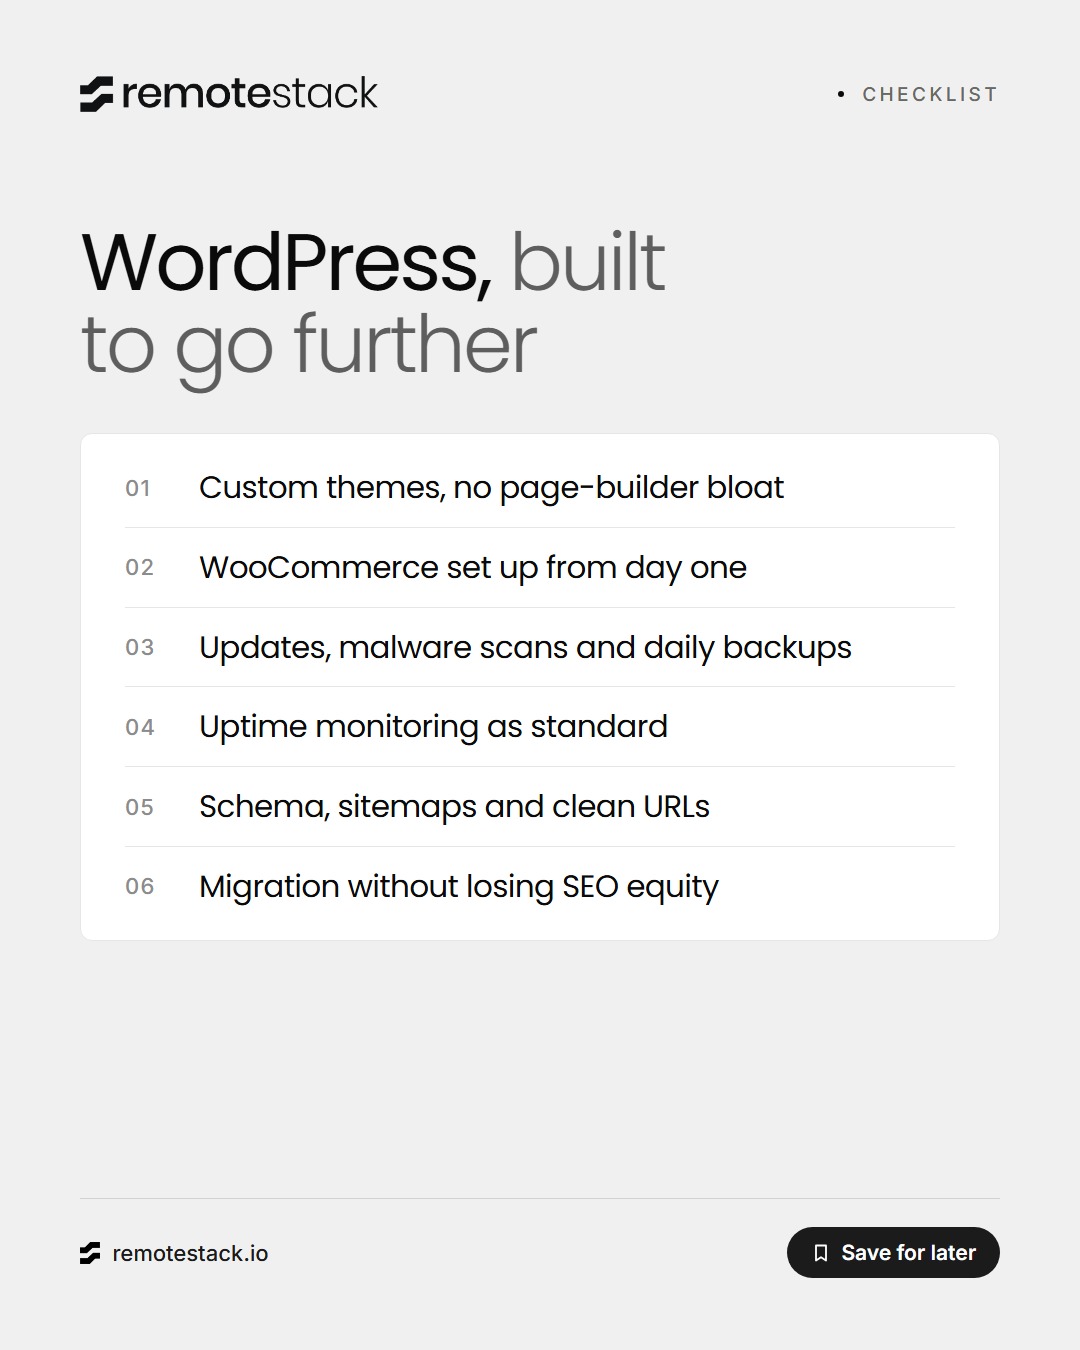 remotestack
• CHECKLIST
WordPress, built
to go further
01 Custom themes, no page-builder bloat
02 WooCommerce set up from day one
03 Updates, malware scans and daily backups
04 Uptime monitoring as standard
05 Schema, sitemaps and clean URLs
06 Migration without losing SEO equity
remotestack.io
Save for later